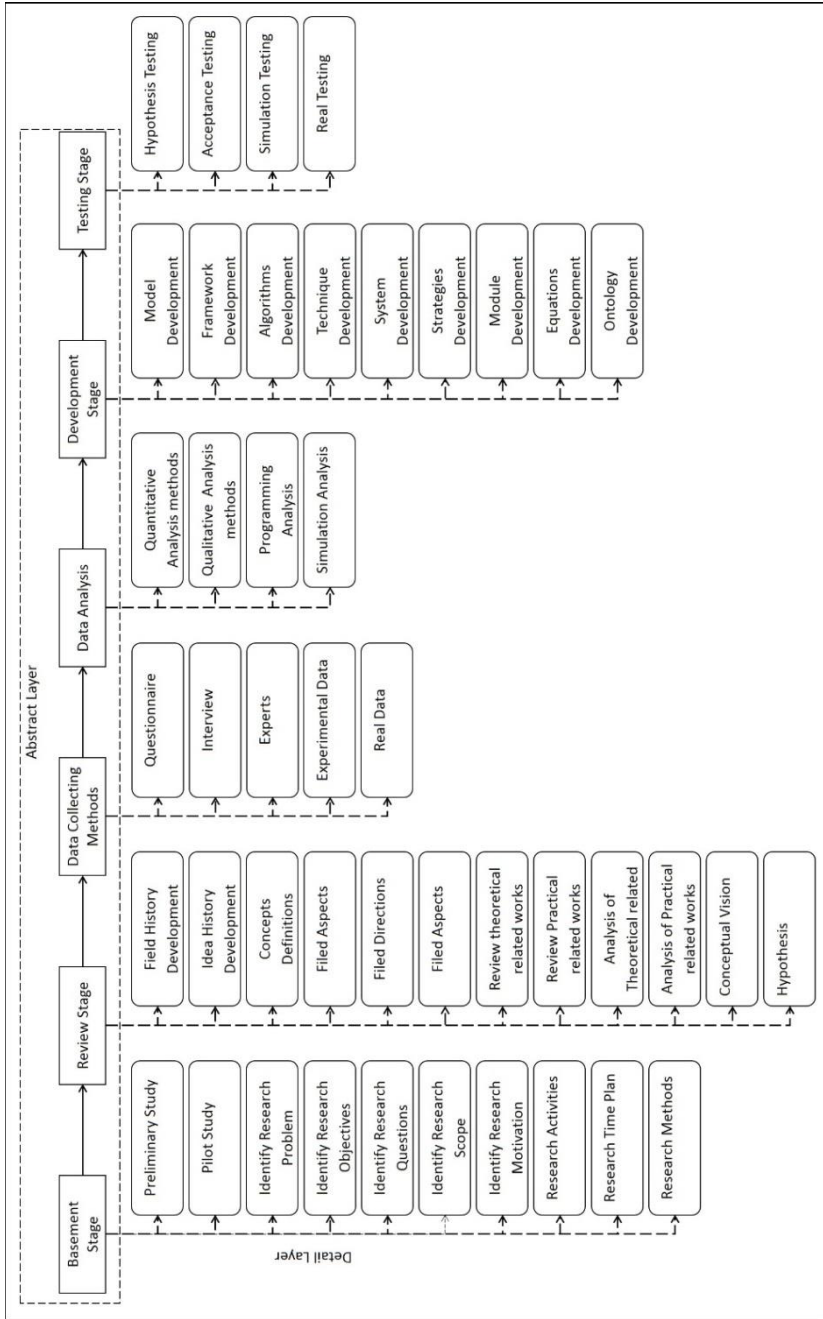 Abstract Layer
Basement
Stage
Review Stage
Data Collecting
Methods
Data Analysis
Development
Stage
Testing Stage
Detail Layer
Preliminary Study
Pilot Study
Identify Research
Problem
Identify Research
Objectives
Identify Research
Questions
Identify Research
Scope
Identify Research
Motivation
Research Activities
Research Time Plan
Research Methods
Field History
Development
Idea History
Development
Concepts
Definitions
Filed Aspects
Filed Directions
Filed Aspects
Review theoretical
related works
Review Practical
related works
Analysis of
Theoretical related
Analysis of Practical
related works
Conceptual Vision
Hypothesis
Questionnaire
Interview
Experts
Experimental Data
Real Data
Quantitative
Analysis methods
Qualitative Analysis
methods
Programming
Analysis
Simulation Analysis
Model
Development
Framework
Development
Algorithms
Development
Technique
Development
System
Development
Strategies
Development
Module
Development
Equations
Development
Ontology
Development
Hypothesis Testing
Acceptance Testing
Simulation Testing
Real Testing